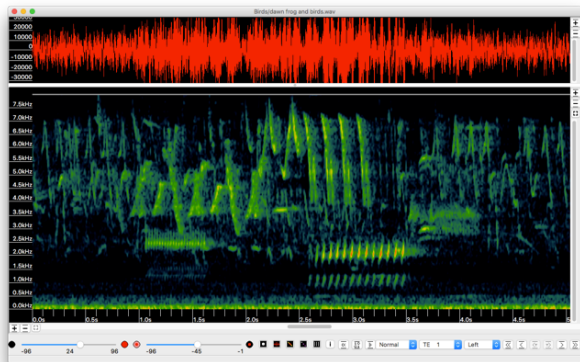 Birds/dawn frog and birds.wav
30000
10000
0
-10000
-20000
-30000
7.5kHz
7.0kHz
6.5kHz
6.0kHz
5.5kHz
5.0kHz
4.5kHz
4.0kHz
3.5kHz
3.0kHz
2.5kHz
2.0kHz
1.5kHz
1.0kHz
0.5kHz
0.0kHz
0.0s 0.5s 1.0s 1.5s 2.0s 2.5s 3.0s 3.5s 4.0s 4.5s 5
-96 24 96 -96 -45 -1 Normal TE 1 Left